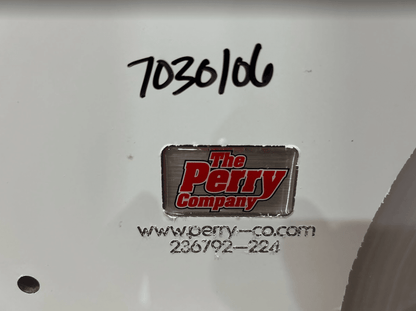 7030106
The
Perry
Company
www.perry-co.com
236792-224